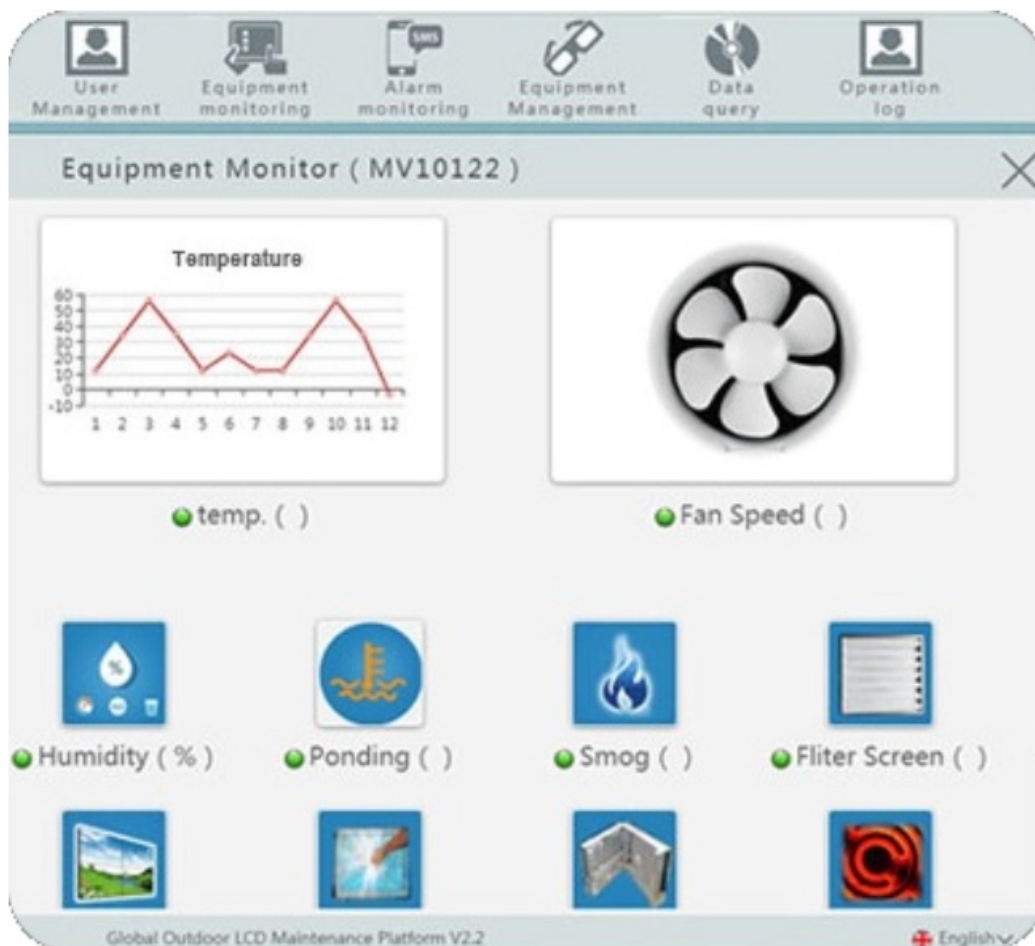 User Management
Equipment monitoring
Alarm monitoring
Equipment Management
Data query
Operation log
SMS
Equipment Monitor ( MV10122 )
Temperature
60
50
40
30
20
10
0
-10
1 2 3 4 5 6 7 8 9 10 11 12
temp. ( )
Fan Speed ( )
%
Humidity ( % )
Ponding ( )
Smog ( )
Fliter Screen ( )
Global Outdoor LCD Maintenance Platform V2.2
English